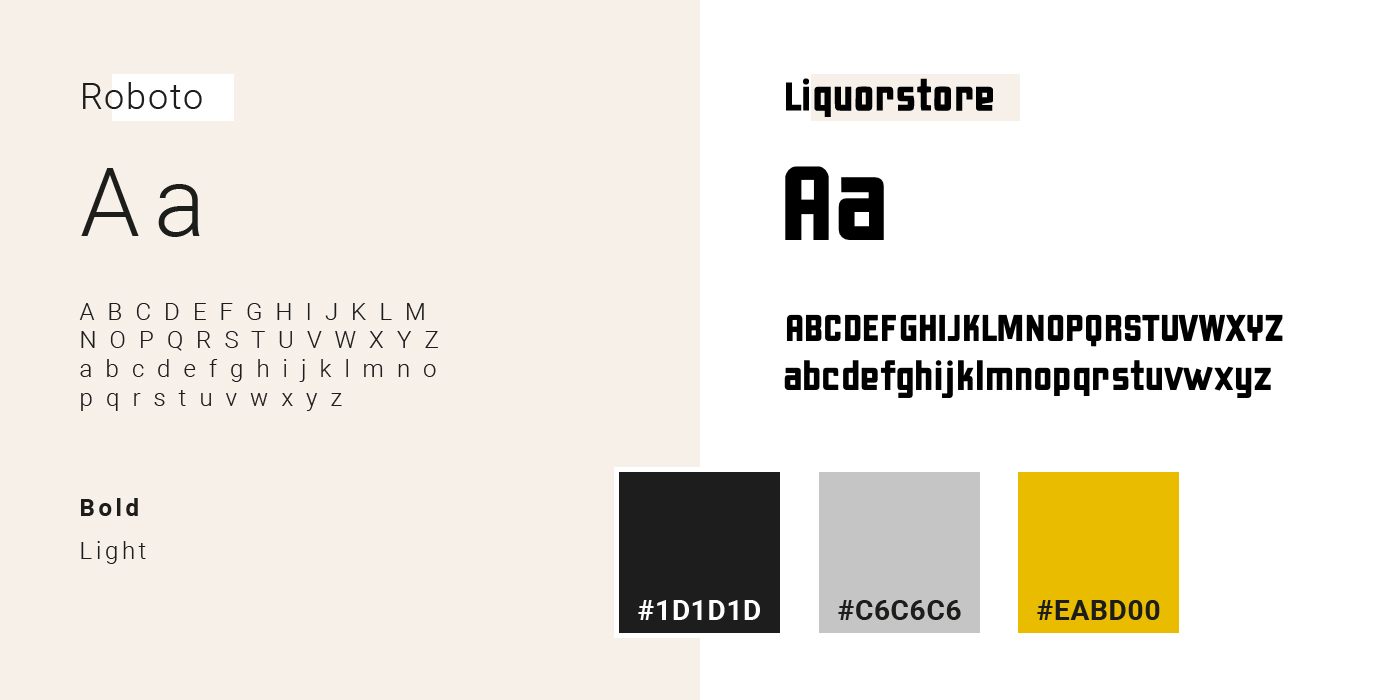 Roboto
Aa
A B C D E F G H I J K L M
N O P Q R S T U V W X Y Z
a b c d e f g h i j k l m n o
p q r s t u v w x y z
Bold
Light
Liquorstore
Aa
ABCDEFGHIJKLMNOPQRSTUVWXYZ
abcdefghijklmnopqrstuvwxyz
#1D1D1D
#C6C6C6
#EABD00